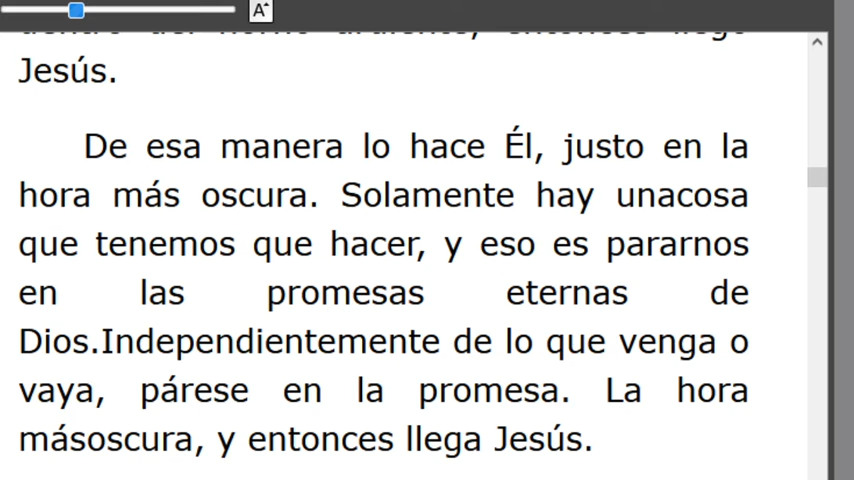 A
Jesús.
De esa manera lo hace Él, justo en la
hora más oscura. Solamente hay unacosa
que tenemos que hacer, y eso es pararnos
en las promesas eternas de
Dios.Independientemente de lo que venga o
vaya, párese en la promesa. La hora
másoscura, y entonces llega Jesús.